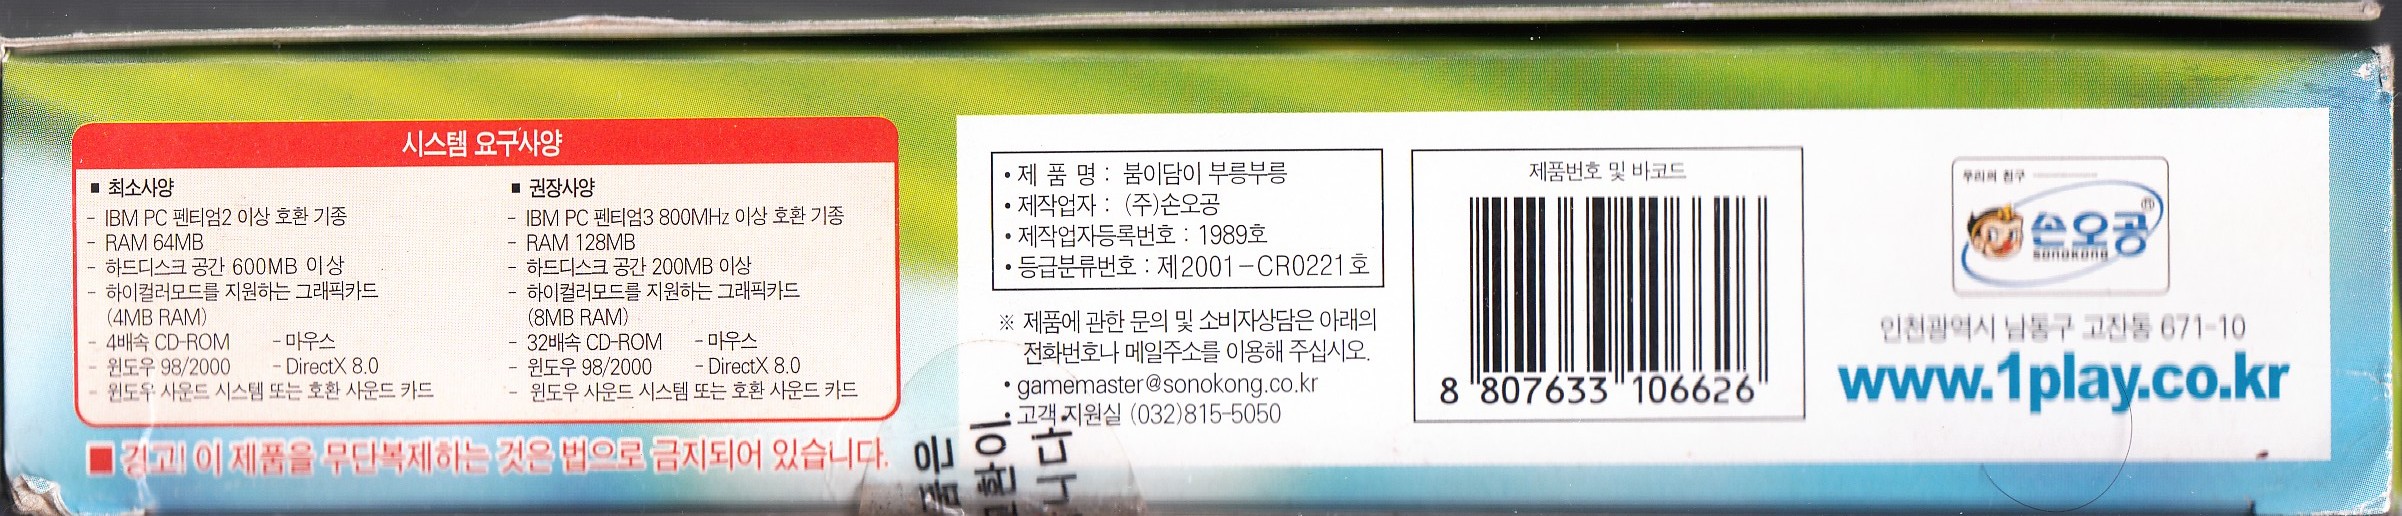 시스템 요구사양
■ 최소사양
- IBM PC 펜티엄2 이상 호환 기종
- RAM 64MB
- 하드디스크 공간 600MB 이상
- 하이컬러모드를 지원하는 그래픽카드
(4MB RAM)
- 4배속 CD-ROM - 마우스
- 윈도우 98/2000 - DirectX 8.0
- 윈도우 사운드 시스템 또는 호환 사운드 카드
■ 권장사양
- IBM PC 펜티엄3 800MHz 이상 호환 기종
- RAM 128MB
- 하드디스크 공간 200MB 이상
- 하이컬러모드를 지원하는 그래픽카드
(8MB RAM)
- 32배속 CD-ROM - 마우스
- 윈도우 98/2000 - DirectX 8.0
- 윈도우 사운드 시스템 또는 호환 사운드 카드
■ 경고! 이 제품을 무단복제하는 것은 법으로 금지되어 있습니다.
• 제 품 명 : 붐이담이 부릉부릉
• 제작업자 : (주)손오공
• 제작업자등록번호 : 1989호
• 등급분류번호 : 제2001-CR0221호
※ 제품에 관한 문의 및 소비자상담은 아래의
전화번호나 메일주소를 이용해 주십시오.
• gamemaster@sonokong.co.kr
• 고객 지원실 (032)815-5050
품은
교환이
니다.
제품번호 및 바코드
8 807633 106626
우리의 친구
손오공®
SONOKONG
인천광역시 남동구 고잔동 671-10
www.1play.co.kr